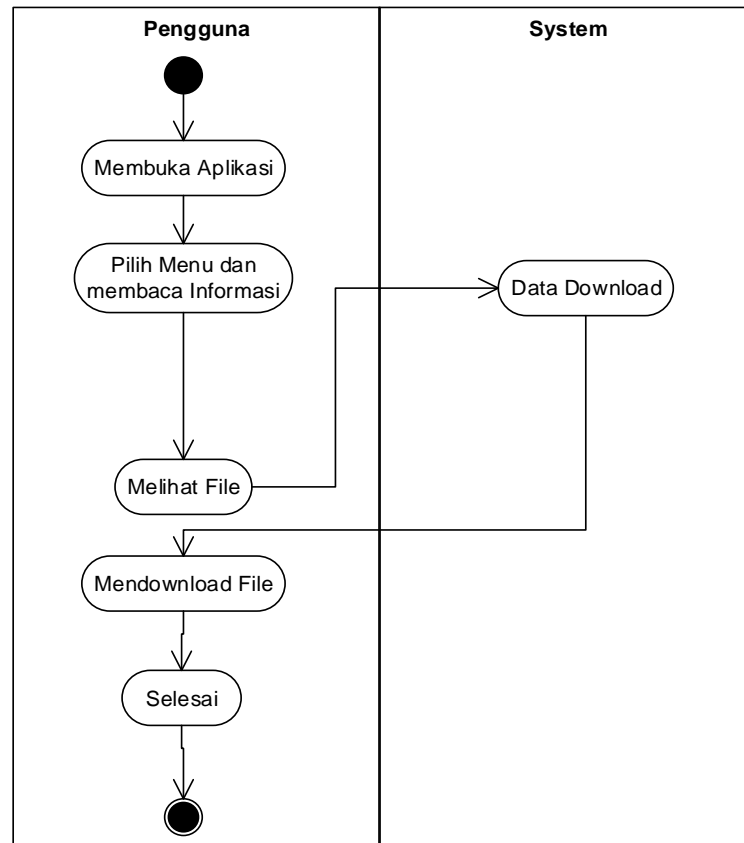 Pengguna
System
Membuka Aplikasi
Pilih Menu dan
membaca Informasi
Data Download
Melihat File
Mendownload File
Selesai